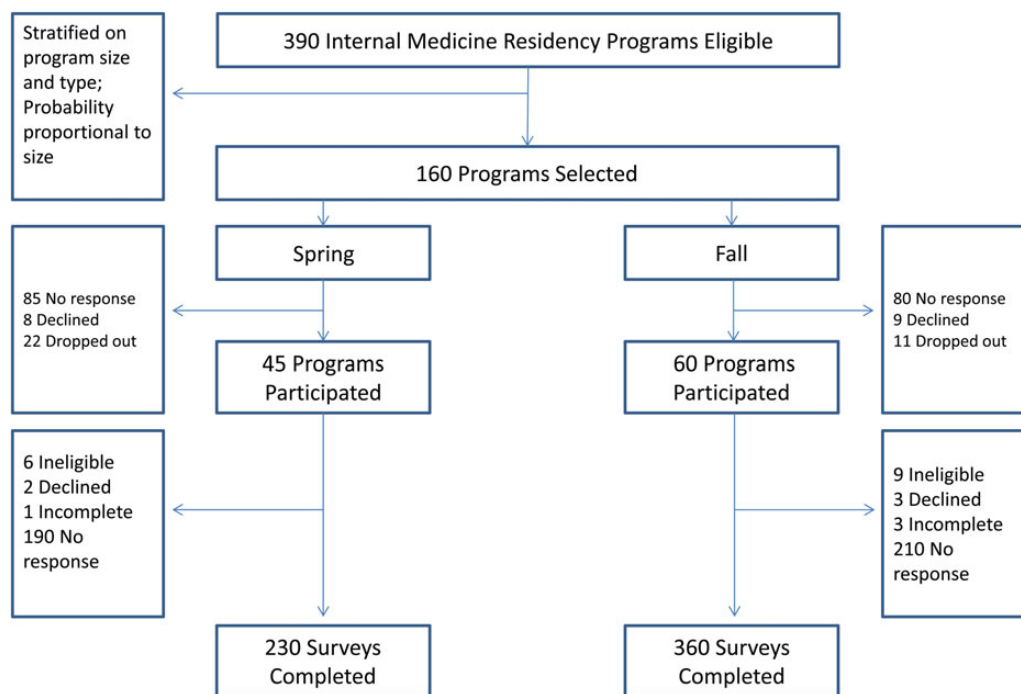 Stratified on
program size
and type;
Probability
proportional to
size
390 Internal Medicine Residency Programs Eligible
160 Programs Selected
Spring
Fall
85 No response
8 Declined
22 Dropped out
80 No response
9 Declined
11 Dropped out
45 Programs
Participated
60 Programs
Participated
6 Ineligible
2 Declined
1 Incomplete
190 No
response
9 Ineligible
3 Declined
3 Incomplete
210 No
response
230 Surveys
Completed
360 Surveys
Completed